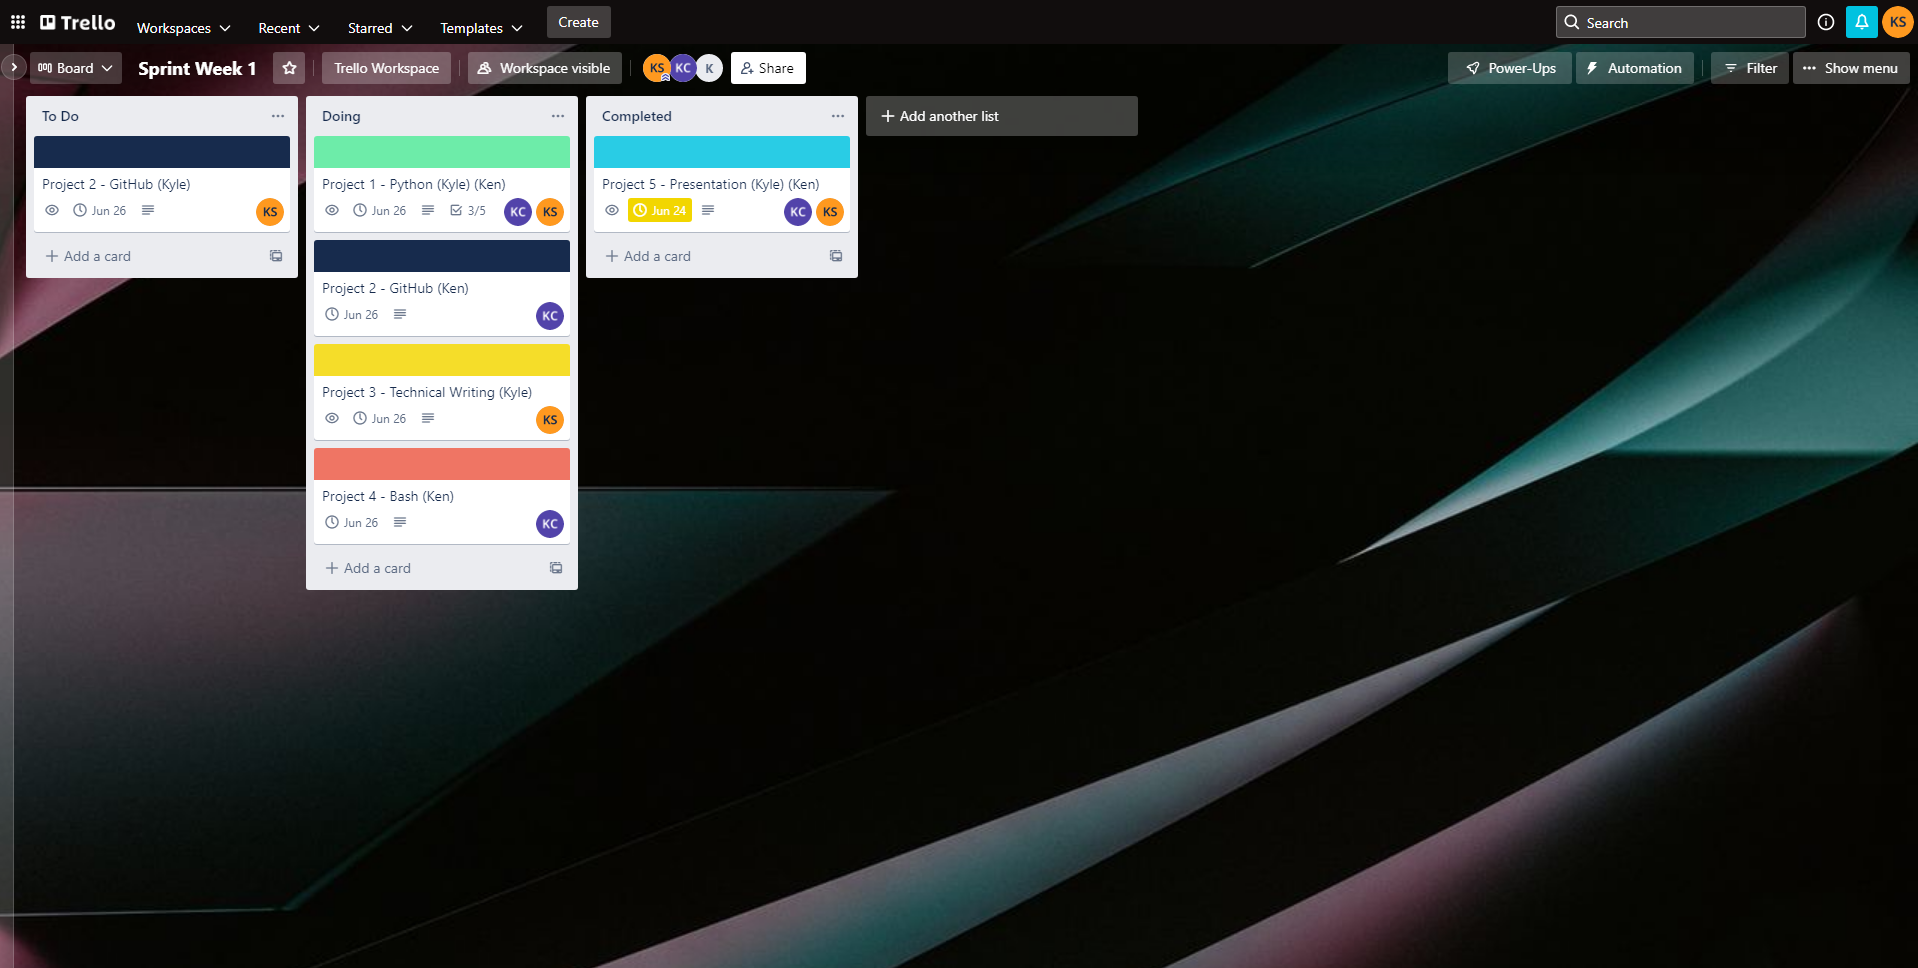 Trello
Workspaces
Recent
Starred
Templates
Create
Search
KS
Board
Sprint Week 1
Trello Workspace
Workspace visible
KS
KC
K
Share
Power-Ups
Automation
Filter
Show menu
To Do
Project 2 - GitHub (Kyle)
Jun 26
KS
Add a card
Doing
Project 1 - Python (Kyle) (Ken)
Jun 26
3/5
KC
KS
Project 2 - GitHub (Ken)
Jun 26
KC
Project 3 - Technical Writing (Kyle)
Jun 26
KS
Project 4 - Bash (Ken)
Jun 26
KC
Add a card
Completed
Project 5 - Presentation (Kyle) (Ken)
Jun 24
KC
KS
Add a card
Add another list